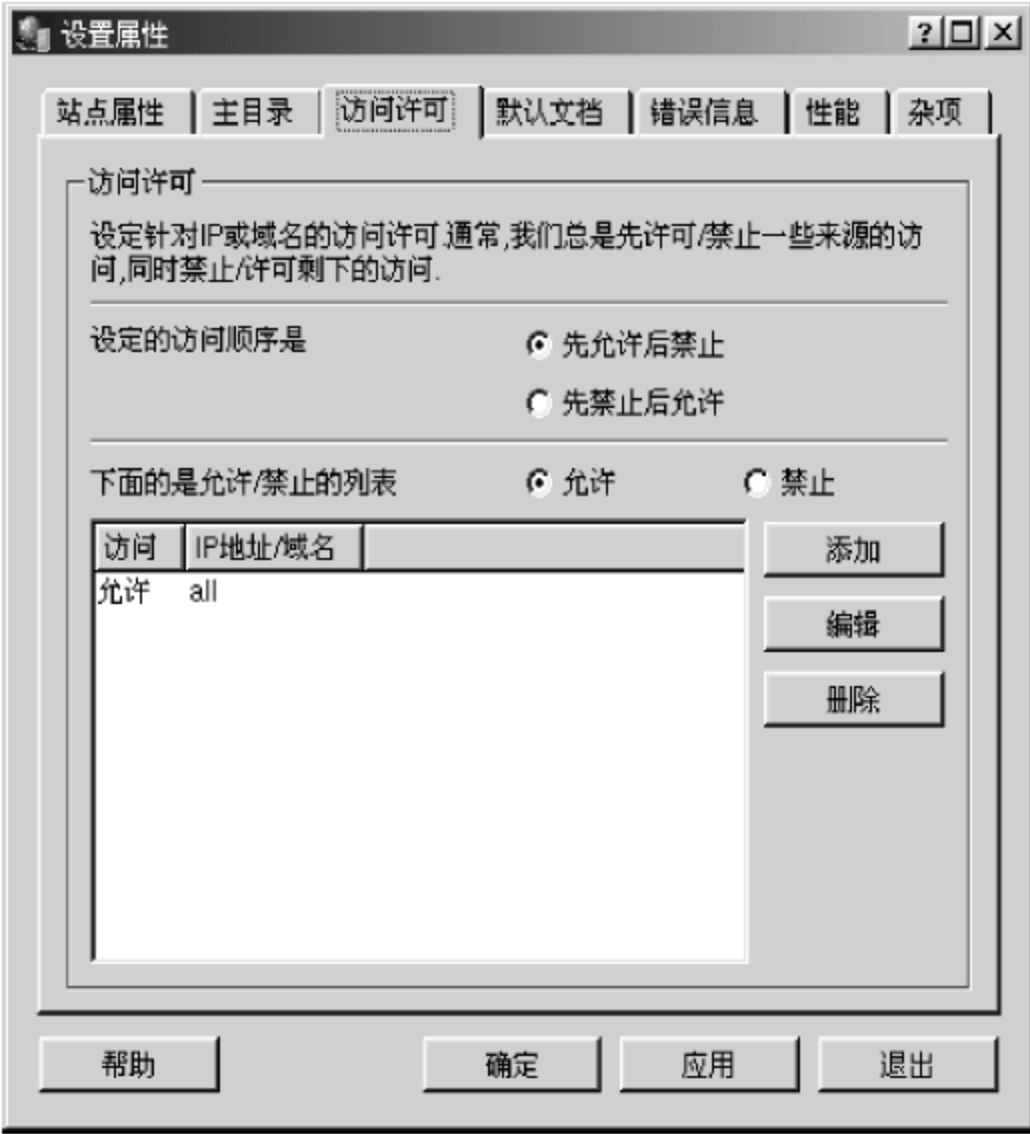 设置属性
站点属性 主目录 访问许可 默认文档 错误信息 性能 杂项
访问许可
设定针对IP或域名的访问许可.通常,我们总是先许可/禁止一些来源的访
问,同时禁止/许可剩下的访问.
设定的访问顺序是 先允许后禁止
先禁止后允许
下面的是允许/禁止的列表 允许 禁止
访问 IP地址/域名
允许 all
添加
编辑
删除
帮助 确定 应用 退出